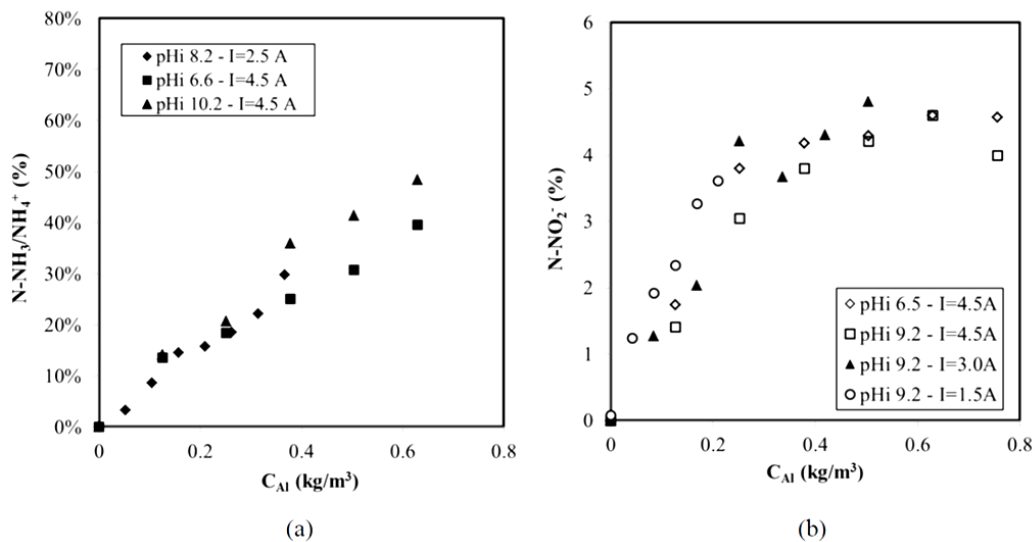 80%
70%
60%
50%
40%
30%
20%
10%
0%
N-NH₃/NH₄⁺ (%)
pHi 8.2 - I=2.5 A
pHi 6.6 - I=4.5 A
pHi 10.2 - I=4.5 A
0 0.2 0.4 0.6 0.8
C_Al (kg/m³)
(a)
6
5
4
3
2
1
0
N-NO₂⁻ (%)
pHi 6.5 - I=4.5A
pHi 9.2 - I=4.5A
pHi 9.2 - I=3.0A
pHi 9.2 - I=1.5A
0 0.2 0.4 0.6 0.8
C_Al (kg/m³)
(b)